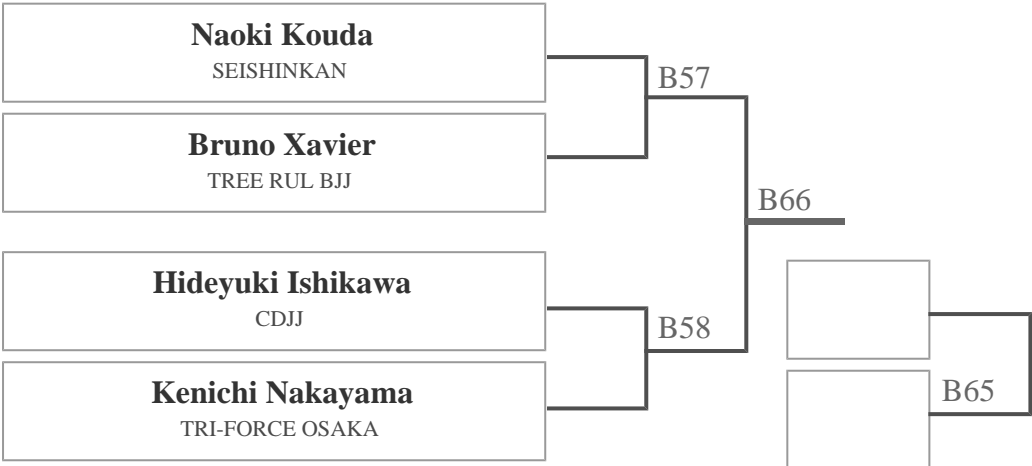 Naoki Kouda
SEISHINKAN
B57
Bruno Xavier
TREE RUL BJJ
B66
Hideyuki Ishikawa
CDJJ
B58
Kenichi Nakayama
TRI-FORCE OSAKA
B65